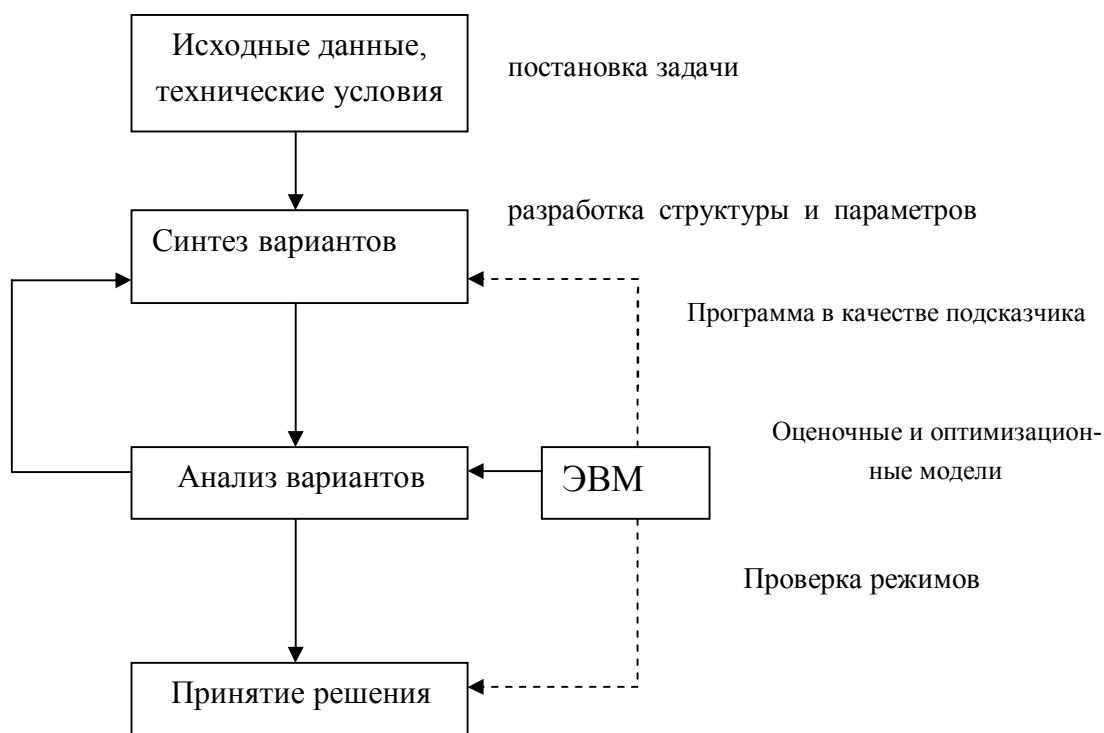 Исходные данные,
технические условия
постановка задачи
разработка структуры и параметров
Синтез вариантов
Программа в качестве подсказчика
Оценочные и оптимизацион-
ные модели
Анализ вариантов
ЭВМ
Проверка режимов
Принятие решения